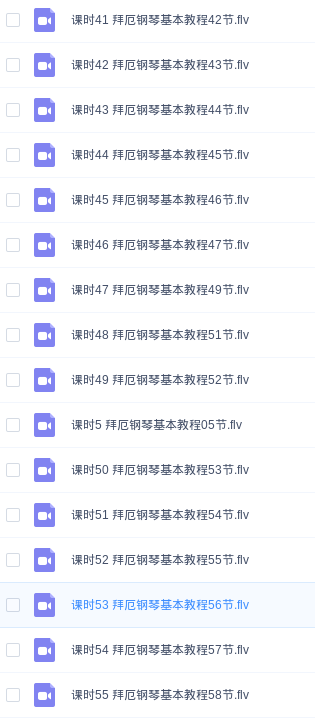 课时41 拜厄钢琴基本教程42节.flv
课时42 拜厄钢琴基本教程43节.flv
课时43 拜厄钢琴基本教程44节.flv
课时44 拜厄钢琴基本教程45节.flv
课时45 拜厄钢琴基本教程46节.flv
课时46 拜厄钢琴基本教程47节.flv
课时47 拜厄钢琴基本教程49节.flv
课时48 拜厄钢琴基本教程51节.flv
课时49 拜厄钢琴基本教程52节.flv
课时5 拜厄钢琴基本教程05节.flv
课时50 拜厄钢琴基本教程53节.flv
课时51 拜厄钢琴基本教程54节.flv
课时52 拜厄钢琴基本教程55节.flv
课时53 拜厄钢琴基本教程56节.flv
课时54 拜厄钢琴基本教程57节.flv
课时55 拜厄钢琴基本教程58节.flv